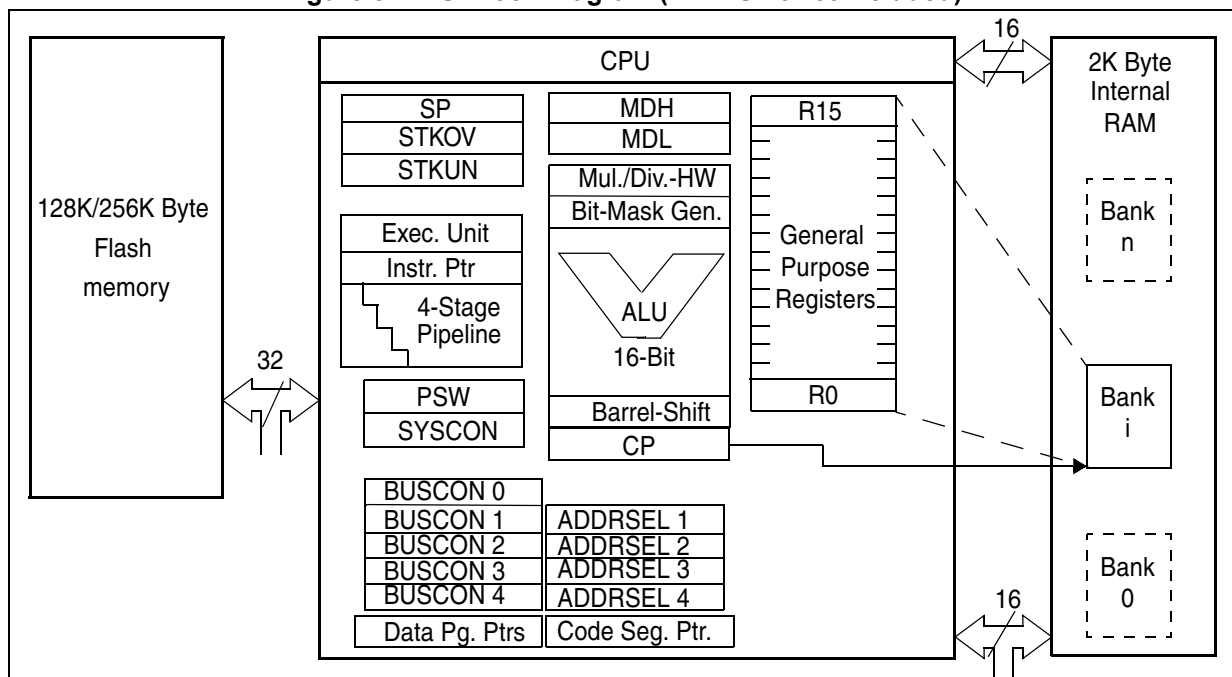 16
CPU
2K Byte
Internal
RAM
SP
STKOV
STKUN
MDH
MDL
R15
Mul./Div.-HW
Bit-Mask Gen.
128K/256K Byte
Flash
memory
Exec. Unit
Instr. Ptr
4-Stage
Pipeline
ALU
16-Bit
General
Purpose
Registers
Bank
n
32
PSW
SYSCON
Barrel-Shift
CP
R0
Bank
i
BUSCON 0
BUSCON 1
BUSCON 2
BUSCON 3
BUSCON 4
ADDRSEL 1
ADDRSEL 2
ADDRSEL 3
ADDRSEL 4
Data Pg. Ptrs
Code Seg. Ptr.
Bank
0
16